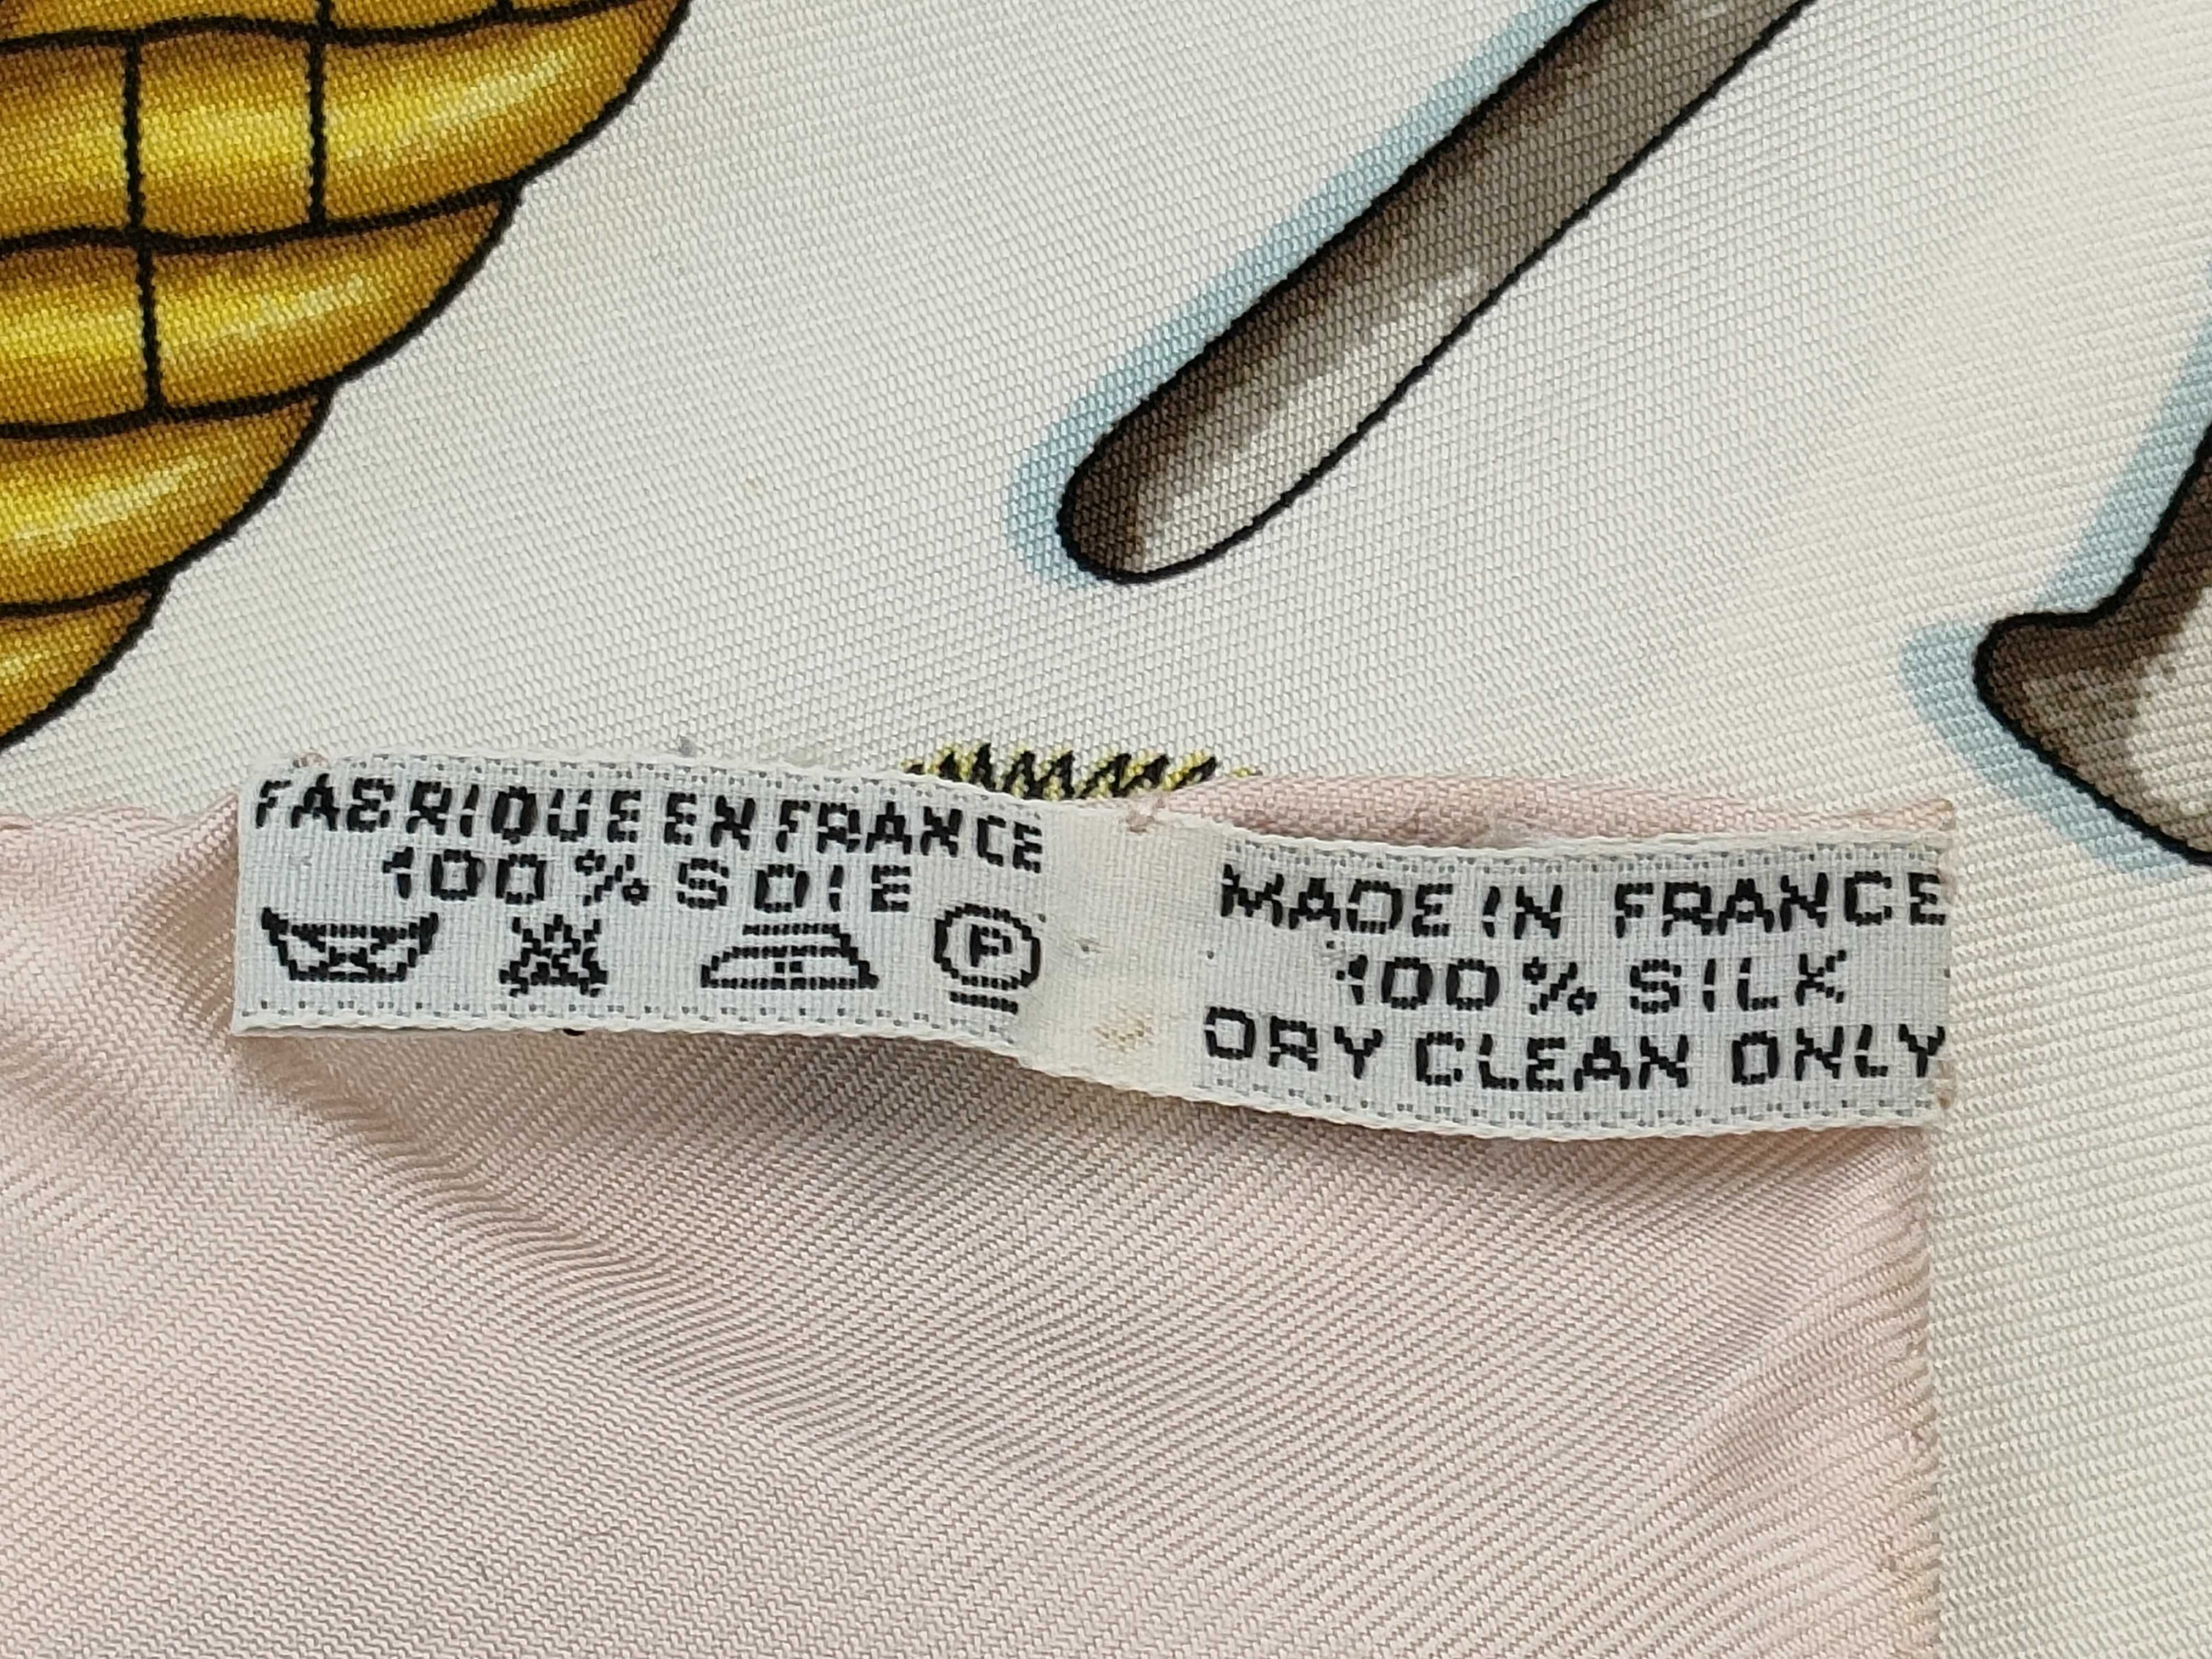 FABRIQUE EN FRANCE
100% SOIE
P
MADE IN FRANCE
100% SILK
DRY CLEAN ONLY